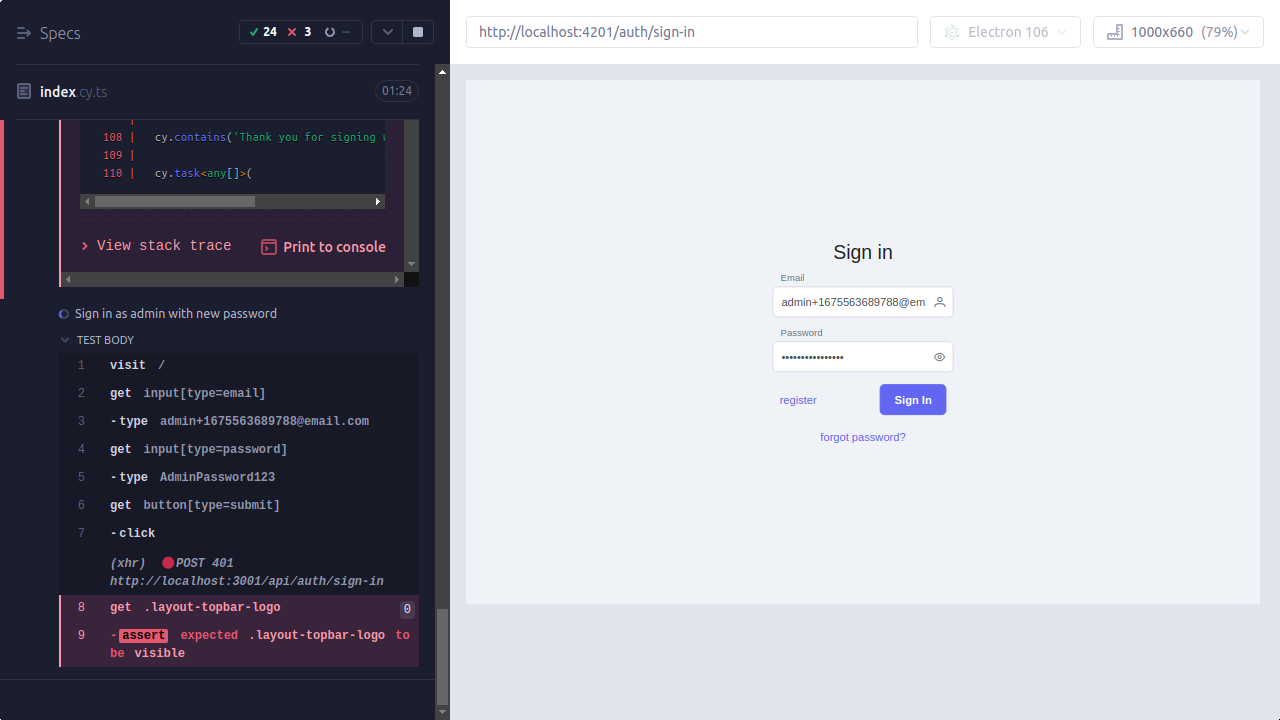 Specs
24
3
--
index.cy.ts
01:24
108 | cy.contains('Thank you for signing
109 |
110 | cy.task<any[]>(
View stack trace
Print to console
Sign in as admin with new password
TEST BODY
1 visit /
2 get input[type=email]
3 -type admin+1675563689788@email.com
4 get input[type=password]
5 -type AdminPassword123
6 get button[type=submit]
7 -click
(xhr) POST 401
http://localhost:3001/api/auth/sign-in
8 get .layout-topbar-logo 0
9 -assert expected .layout-topbar-logo to
be visible
http://localhost:4201/auth/sign-in
Electron 106
1000x660 (79%)
Sign in
Email
admin+1675563689788@em
Password
••••••••••••••••
register
Sign In
forgot password?